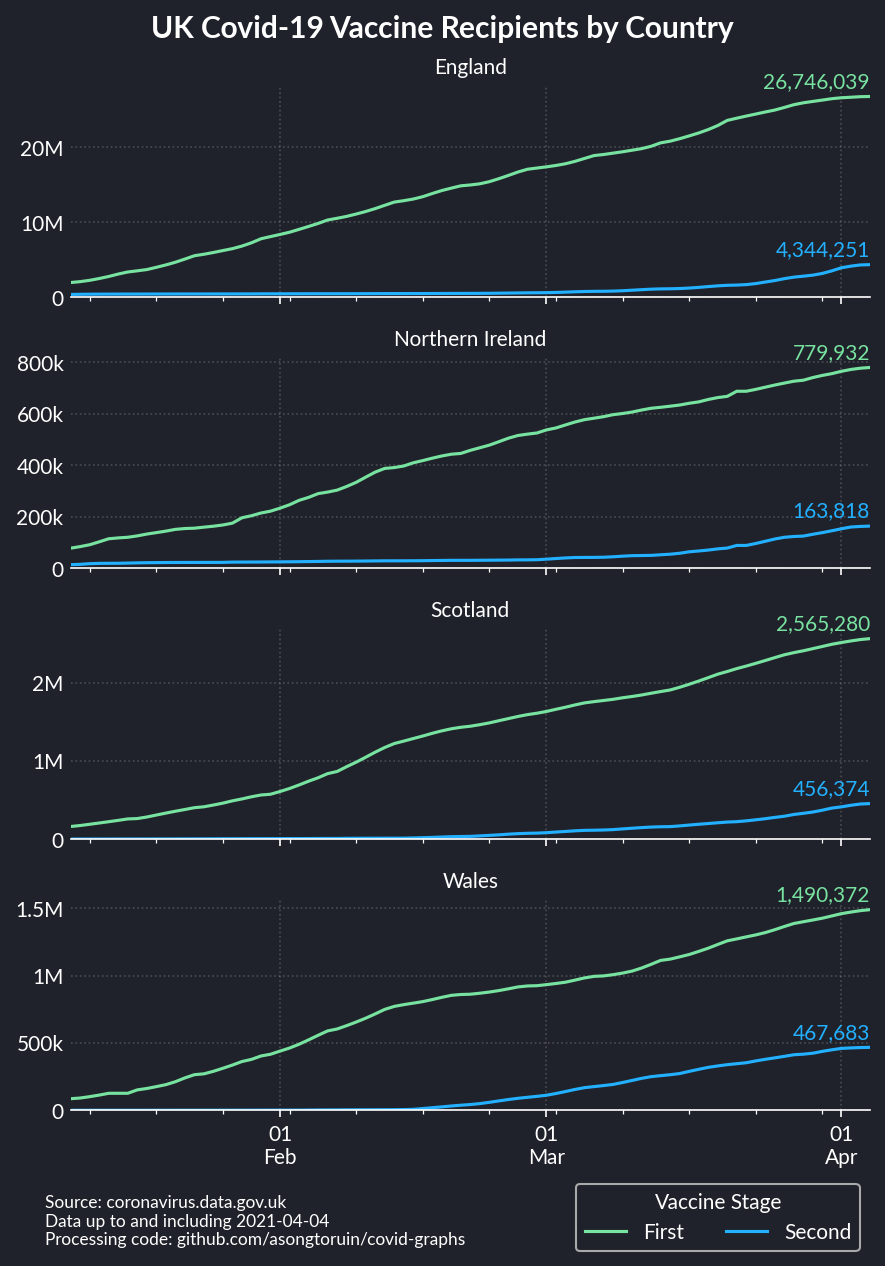 UK Covid-19 Vaccine Recipients by Country
England
26,746,039
20M
10M
4,344,251
0
Northern Ireland
779,932
800k
600k
400k
200k
163,818
0
Scotland
2,565,280
2M
1M
456,374
0
Wales
1,490,372
1.5M
1M
500k
467,683
0
01 01 01
Feb Mar Apr
Source: coronavirus.data.gov.uk
Data up to and including 2021-04-04
Processing code: github.com/asongtoruin/covid-graphs
Vaccine Stage
First Second